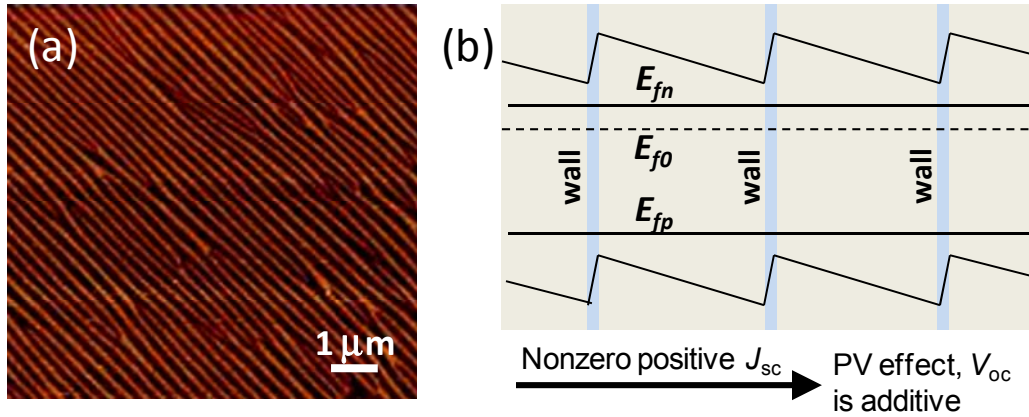 (a)
1 μm
(b)
E_fn
E_f0
wall
wall
wall
E_fp
Nonzero positive J_sc
PV effect, V_oc
is additive